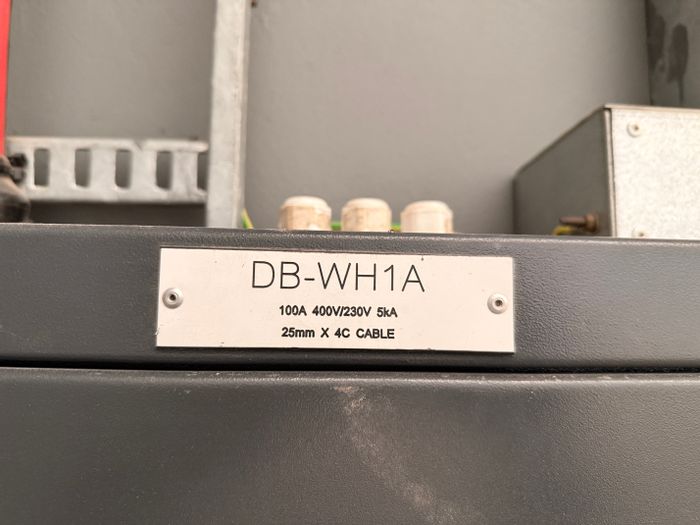 DB-WH1A
100A 400V/230V 5kA
25mm X 4C CABLE